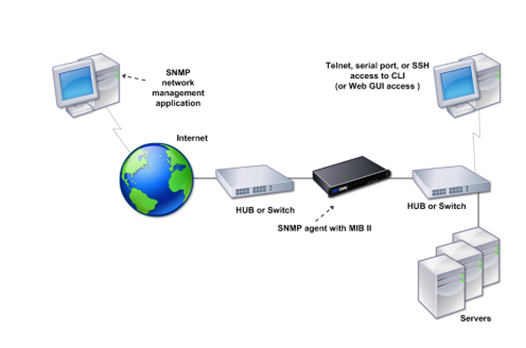 SNMP
network
management
application
Telnet, serial port, or SSH
access to CLI
(or Web GUI access )
Internet
HUB or Switch
SNMP agent with MIB II
HUB or Switch
Servers